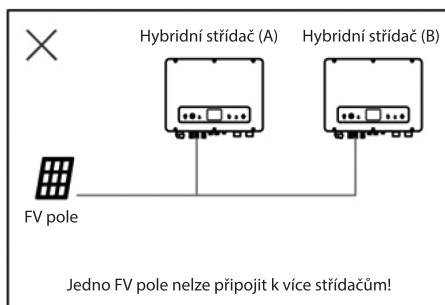 Hybridní střídač (A)
Hybridní střídač (B)
FV pole
Jedno FV pole nelze připojit k více střídačům!